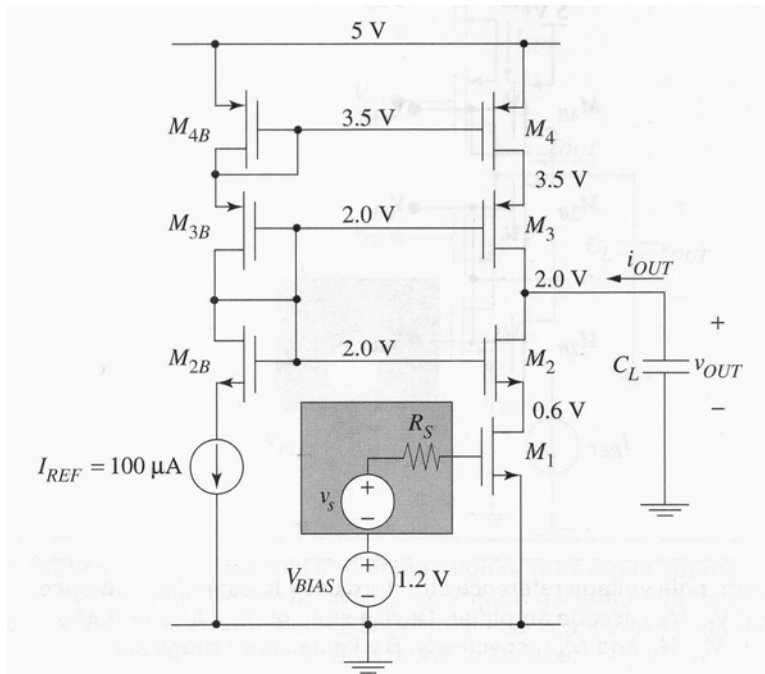 5 V
M4B
3.5 V
M4
3.5 V
M3B
2.0 V
M3
2.0 V
iOUT
M2B
2.0 V
M2
CL
+
vOUT
−
0.6 V
RS
M1
IREF = 100 μA
vs
+
−
VBIAS
+
−
1.2 V